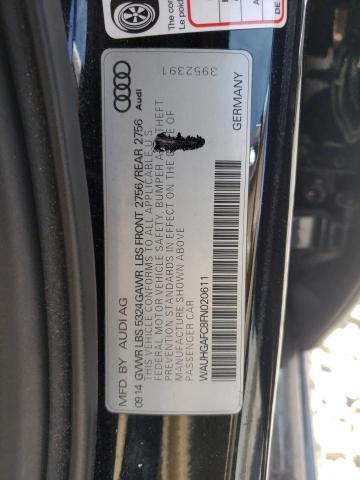 MFD. BY AUDI AG
09.14 GVWR LBS 5324 GAWR LBS FRONT 2756/REAR 2756
THIS VEHICLE CONFORMS TO ALL APPLICABLE U S
FEDERAL MOTOR VEHICLE SAFETY, BUMPER AND THEFT
PREVENTION STANDARDS IN EFFECT ON THE DATE OF
MANUFACTURE SHOWN ABOVE
PASSENGER CAR
WAUHGAFC8FN020611
GERMANY
Audi
3952391
The
Le